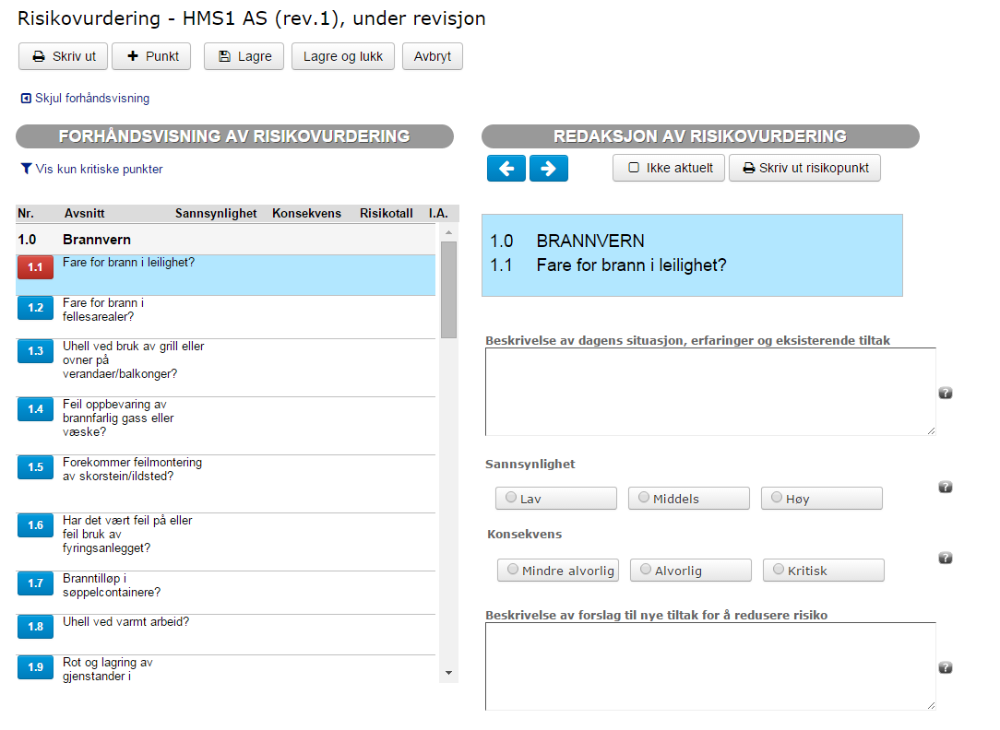 Risikovurdering - HMS1 AS (rev.1), under revisjon
Skriv ut
Punkt
Lagre
Lagre og lukk
Avbryt
Skjul forhåndsvisning
FORHÅNDSVISNING AV RISIKOVURDERING
Vis kun kritiske punkter
Nr. Avsnitt Sannsynlighet Konsekvens Risikotall I.A.
1.0 Brannvern
1.1 Fare for brann i leilighet?
1.2 Fare for brann i
fellesarealer?
1.3 Uhell ved bruk av grill eller
ovner på
verandaer/balkonger?
1.4 Feil oppbevaring av
brannfarlig gass eller
væske?
1.5 Forekommer feilmontering
av skorstein/ildsted?
1.6 Har det vært feil på eller
feil bruk av
fyringsanlegget?
1.7 Branntilløp i
søppelcontainere?
1.8 Uhell ved varmt arbeid?
1.9 Rot og lagring av
gjenstander i
REDAKSJON AV RISIKOVURDERING
Ikke aktuelt
Skriv ut risikopunkt
1.0 BRANNVERN
1.1 Fare for brann i leilighet?
Beskrivelse av dagens situasjon, erfaringer og eksisterende tiltak
?
Sannsynlighet
?
Lav Middels Høy
Konsekvens
?
Mindre alvorlig Alvorlig Kritisk
Beskrivelse av forslag til nye tiltak for å redusere risiko
?